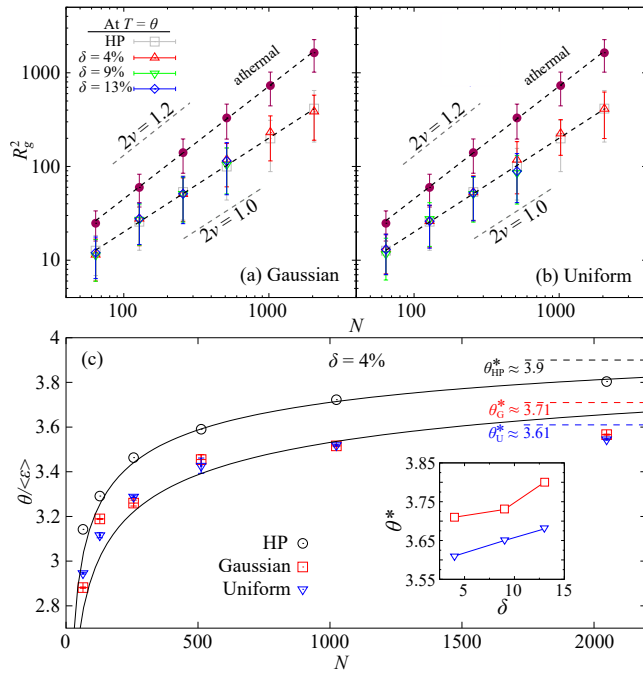 At T = θ
HP
δ = 4%
δ = 9%
δ = 13%
athermal
2ν = 1.2
2ν = 1.0
(a) Gaussian
R_g^2
1000
100
10
100
1000
N
athermal
2ν = 1.2
2ν = 1.0
(b) Uniform
100
1000
(c)
δ = 4%
θ*HP ≈ 3.9
θ*G ≈ 3.71
θ*U ≈ 3.61
θ/<ε>
4
3.8
3.6
3.4
3.2
3
2.8
HP
Gaussian
Uniform
θ*
3.85
3.75
3.65
3.55
0
5
10
15
δ
0
500
1000
1500
2000
N